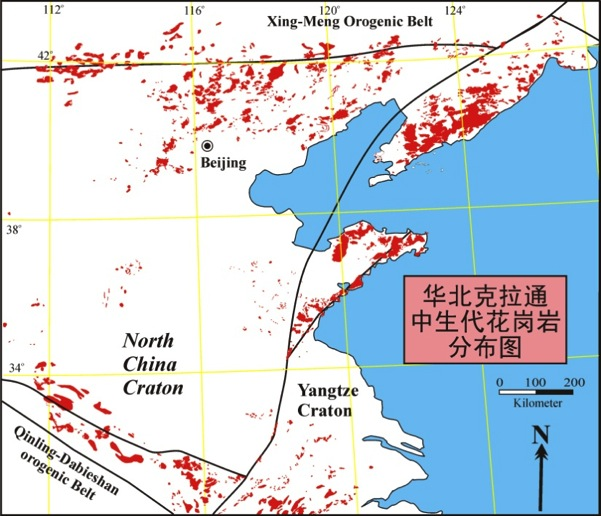 112°
116°
120°
124°
Xing-Meng Orogenic Belt
42°
Beijing
38°
华北克拉通
中生代花岗岩
分布图
North
China
Craton
34°
Yangtze
Craton
0 100 200
Kilometer
Qinling-Dabieshan
orogenic Belt
N